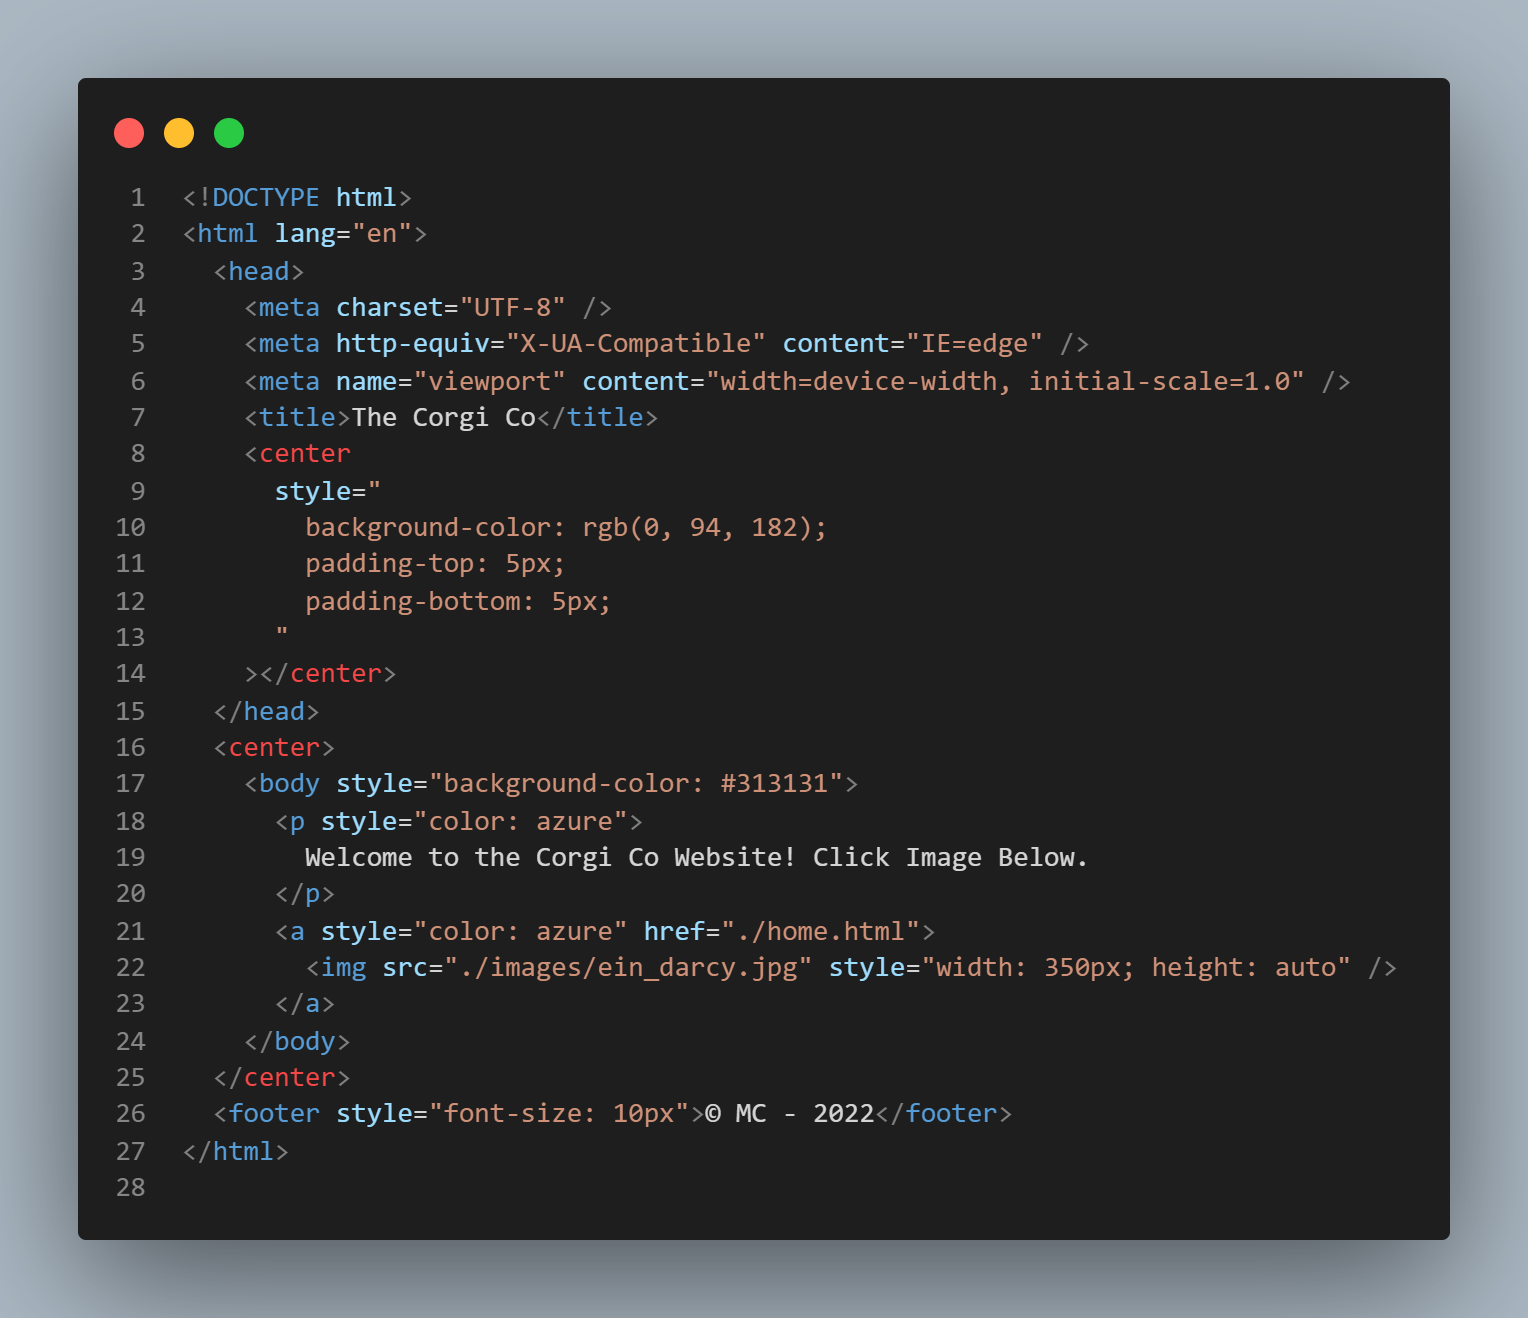 1 <!DOCTYPE html>
2 <html lang="en">
3   <head>
4     <meta charset="UTF-8" />
5     <meta http-equiv="X-UA-Compatible" content="IE=edge" />
6     <meta name="viewport" content="width=device-width, initial-scale=1.0" />
7     <title>The Corgi Co</title>
8     <center
9       style="
10         background-color: rgb(0, 94, 182);
11         padding-top: 5px;
12         padding-bottom: 5px;
13       "
14     ></center>
15   </head>
16   <center>
17     <body style="background-color: #313131">
18       <p style="color: azure">
19         Welcome to the Corgi Co Website! Click Image Below.
20       </p>
21       <a style="color: azure" href="./home.html">
22         <img src="./images/ein_darcy.jpg" style="width: 350px; height: auto" />
23       </a>
24     </body>
25   </center>
26   <footer style="font-size: 10px">© MC - 2022</footer>
27 </html>
28